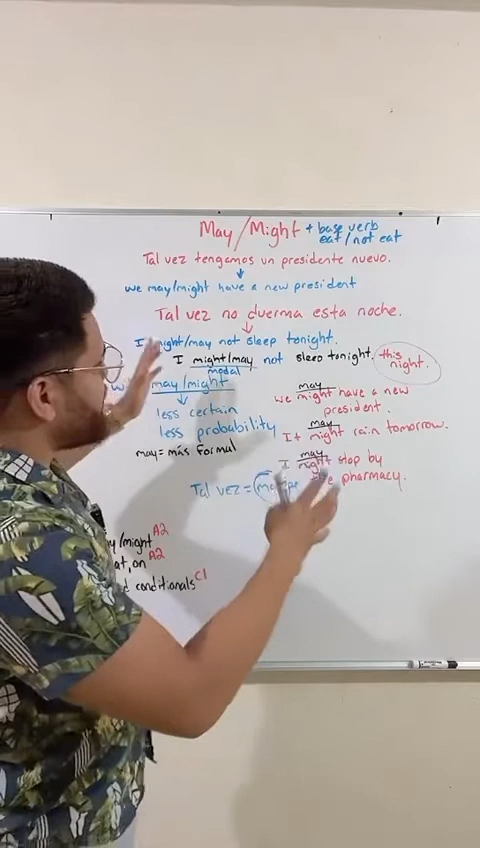 May/Might + base verb
eat/not eat
Tal vez tengamos un presidente nuevo.
we may/might have a new president
Tal vez no duerma esta noche.
I might/may not sleep tonight.
I might/may not sleep tonight. this night.
modal
may/might
less certain
less probability
may = más formal
may
we might have a new
president.
may
It might rain tomorrow.
may
I might stop by
pharmacy.
Tal vez =
/might A2
A2
conditionals C1